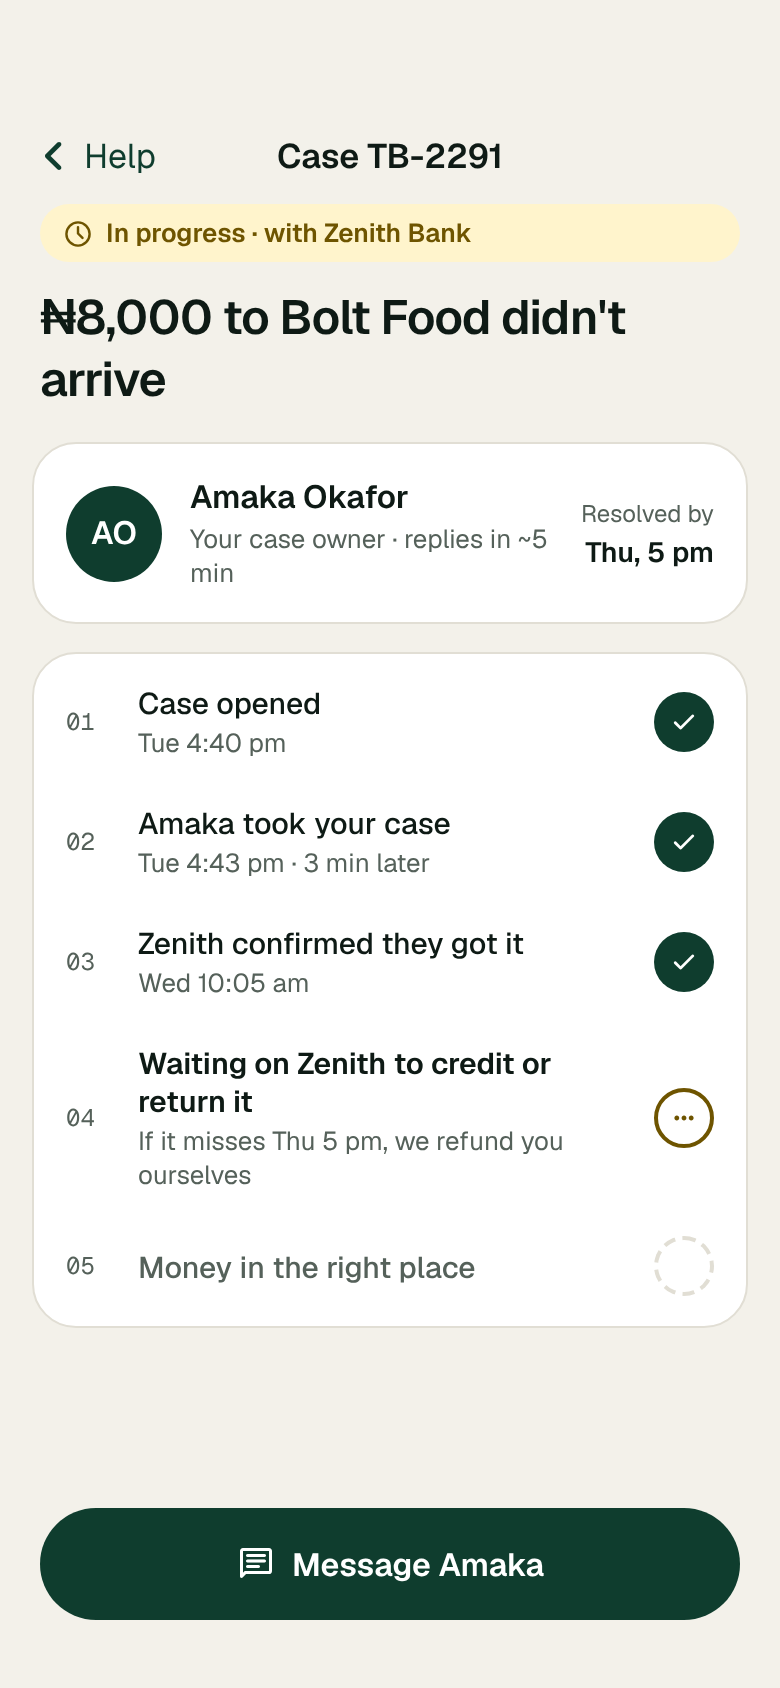 Help
Case TB-2291
In progress · with Zenith Bank
₦8,000 to Bolt Food didn't
arrive
AO
Amaka Okafor
Your case owner · replies in ~5
min
Resolved by
Thu, 5 pm
01
Case opened
Tue 4:40 pm
02
Amaka took your case
Tue 4:43 pm · 3 min later
03
Zenith confirmed they got it
Wed 10:05 am
04
Waiting on Zenith to credit or
return it
If it misses Thu 5 pm, we refund you
ourselves
05
Money in the right place
Message Amaka